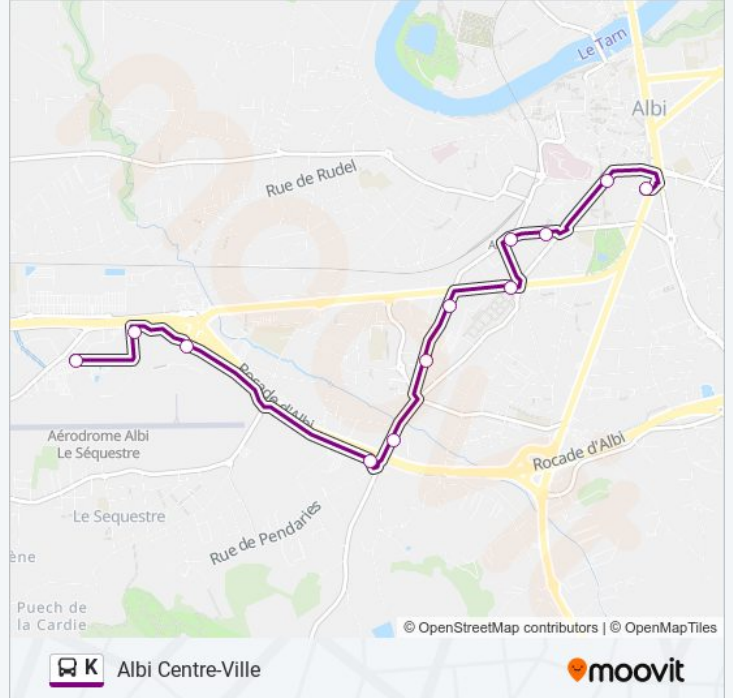 Le Tarn
Albi
Rue de Rudel
A
Rocade d'Albi
Aérodrome Albi
Le Séquestre
Rocade d'Albi
Le Sequestre
Rue de Pendaries
ène
Puech de
la Cardie
© OpenStreetMap contributors | © OpenMapTiles
K Albi Centre-Ville
moovit